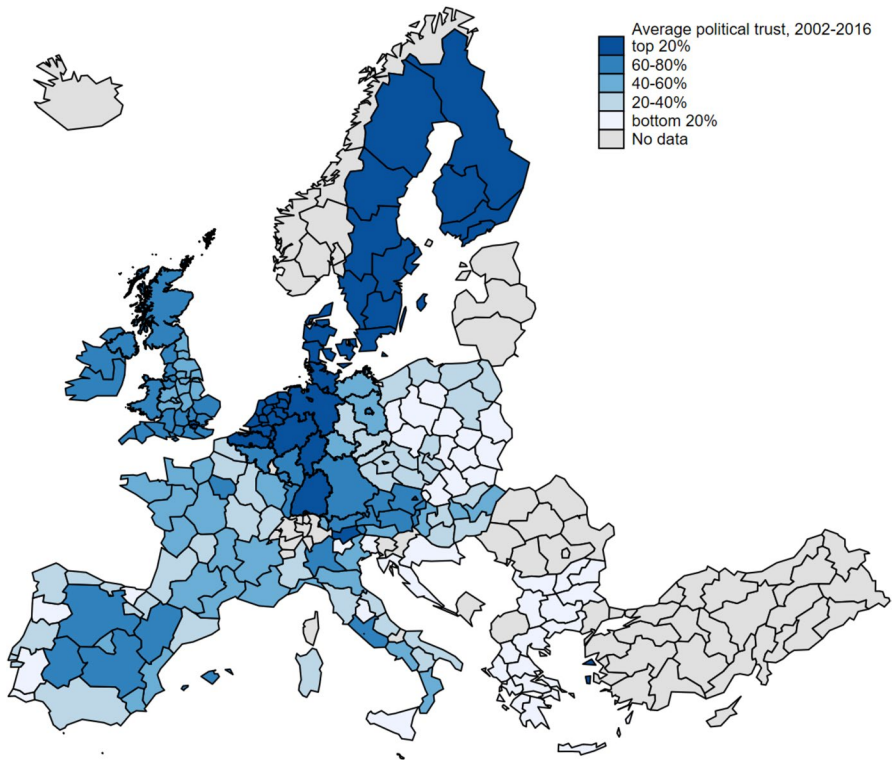 Average political trust, 2002-2016
top 20%
60-80%
40-60%
20-40%
bottom 20%
No data